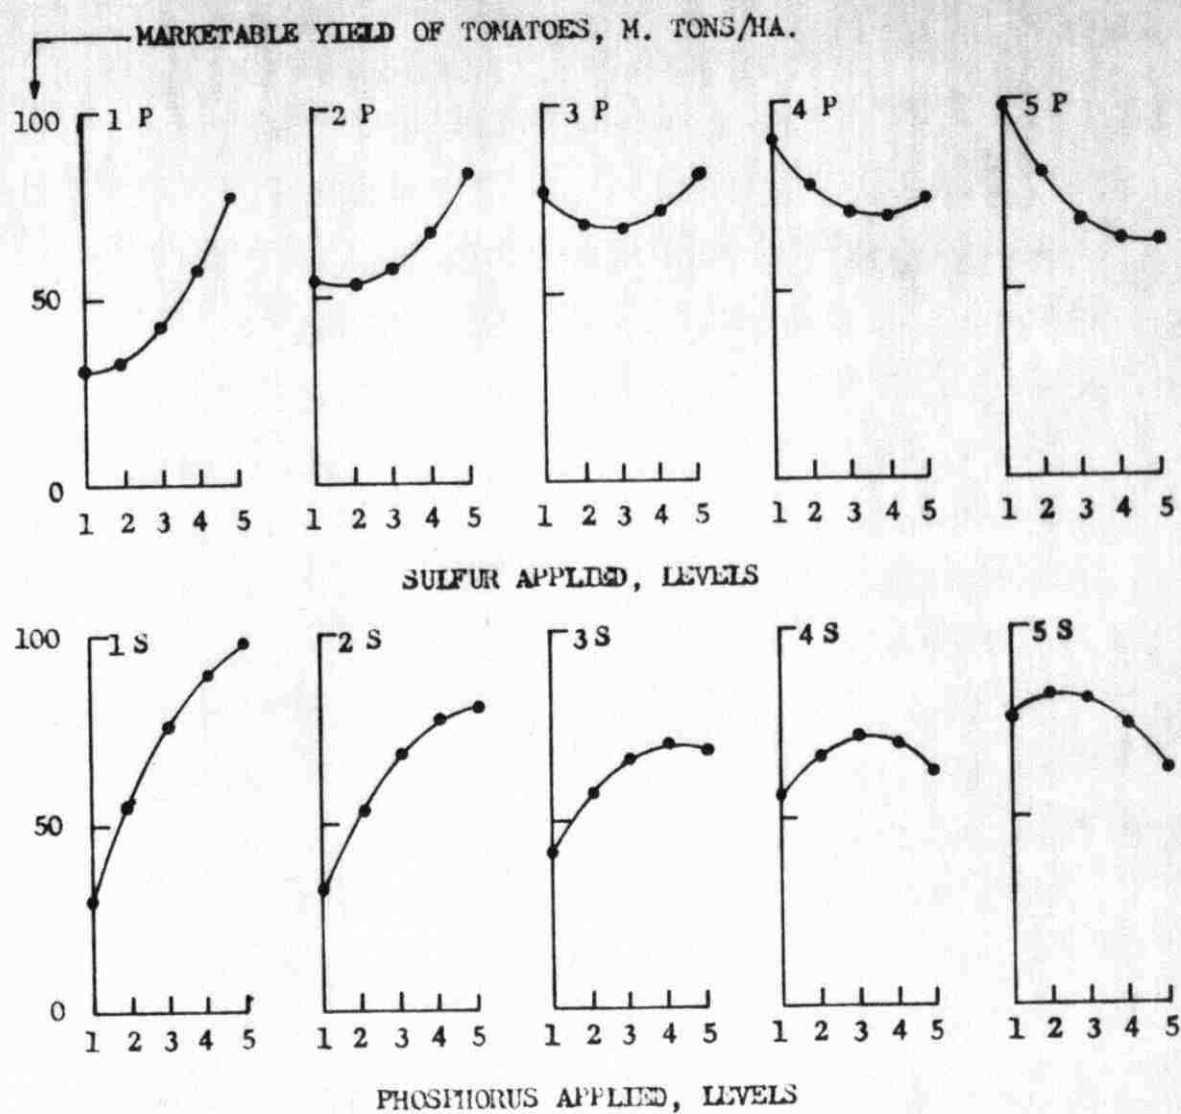 MARKETABLE YIELD OF TOMATOES, M. TONS/HA.
100 1 P 2 P 3 P 4 P 5 P
50
0
1 2 3 4 5 1 2 3 4 5 1 2 3 4 5 1 2 3 4 5 1 2 3 4 5
SULFUR APPLIED, LEVELS
100 1 S 2 S 3 S 4 S 5 S
50
0
1 2 3 4 5 1 2 3 4 5 1 2 3 4 5 1 2 3 4 5 1 2 3 4 5
PHOSPHORUS APPLIED, LEVELS